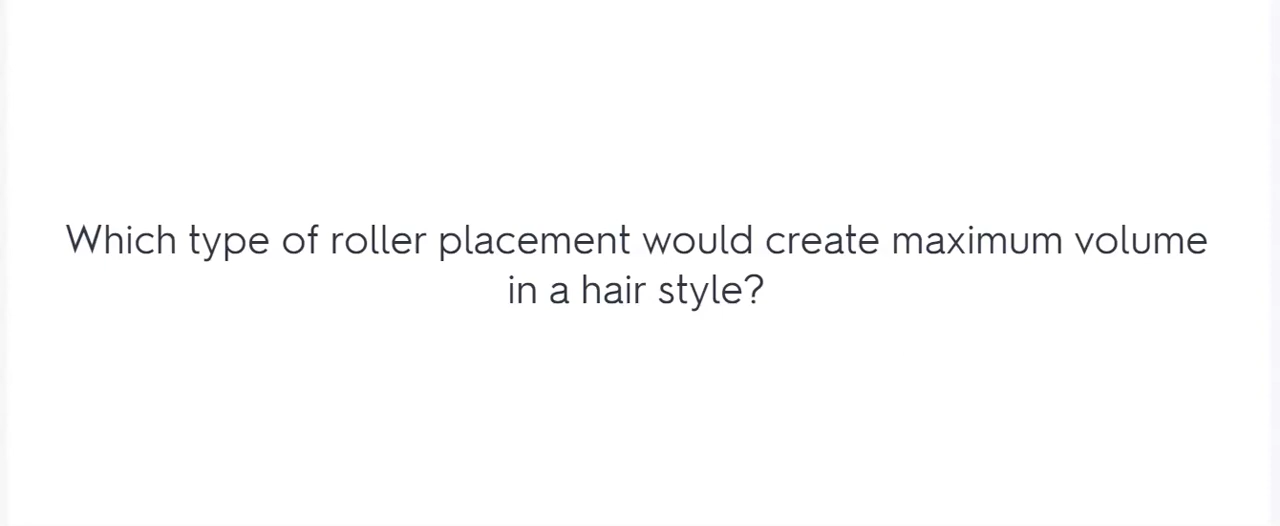 Which type of roller placement would create maximum volume
in a hair style?